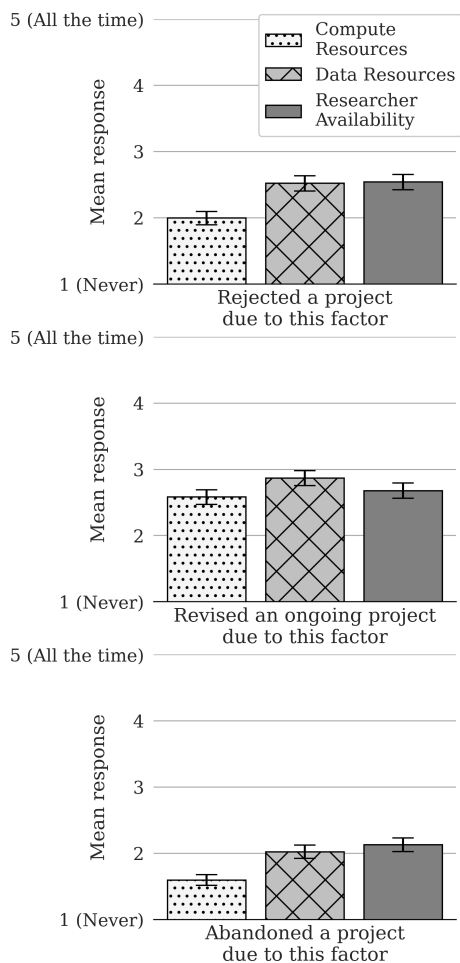 5 (All the time)
4
3
2
1 (Never)
Mean response
Compute
Resources
Data Resources
Researcher
Availability
Rejected a project
due to this factor
5 (All the time)
4
3
2
1 (Never)
Mean response
Revised an ongoing project
due to this factor
5 (All the time)
4
3
2
1 (Never)
Mean response
Abandoned a project
due to this factor